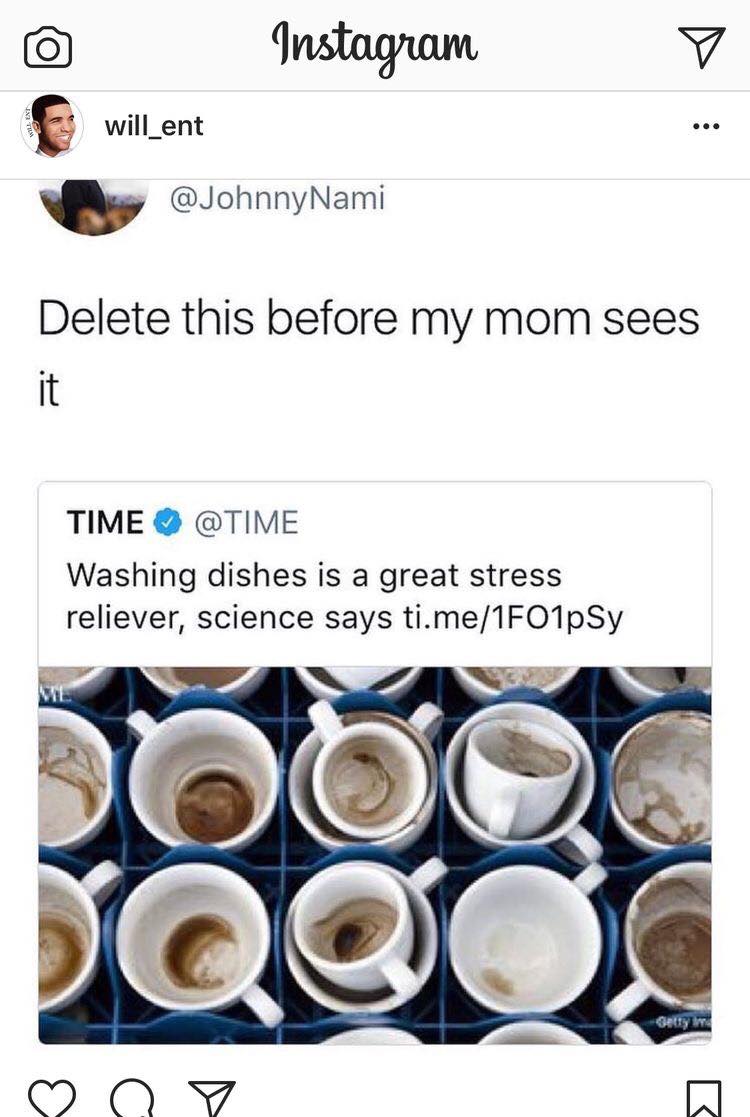 Instagram
will_ent
@JohnnyNami
Delete this before my mom sees
it
TIME @TIME
Washing dishes is a great stress
reliever, science says ti.me/1FO1pSy
Getty